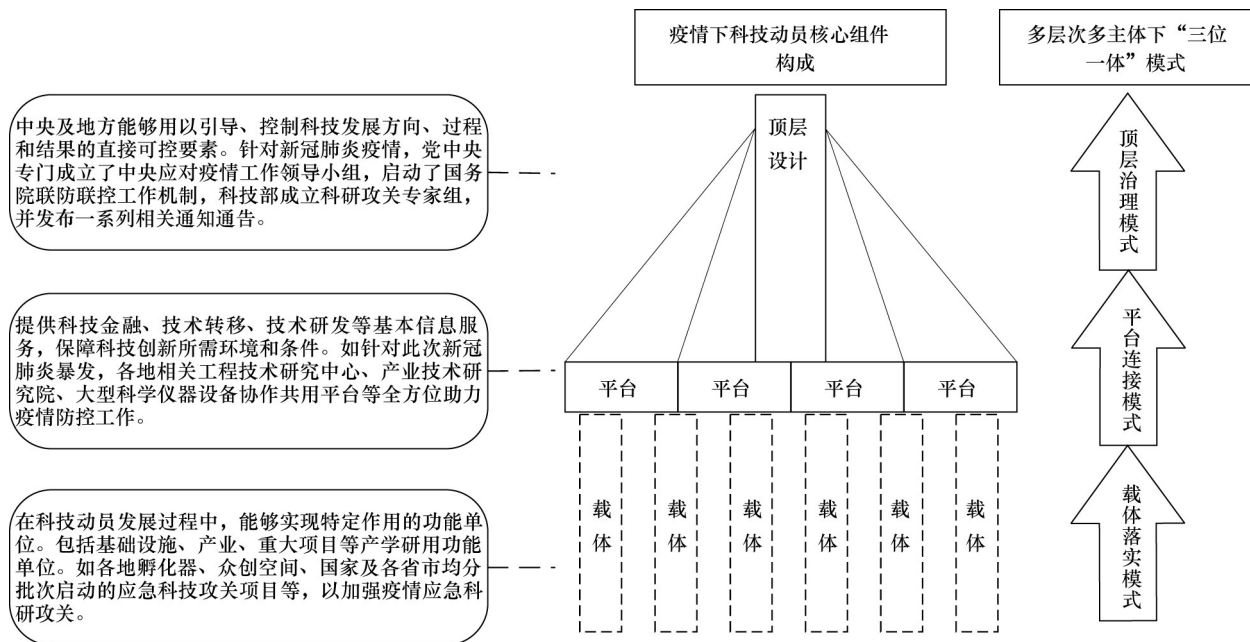 疫情下科技动员核心组件
构成
多层次多主体下“三位
一体”模式
中央及地方能够用以引导、控制科技发展方向、过程
和结果的直接可控要素。针对新冠肺炎疫情，党中央
专门成立了中央应对疫情工作领导小组，启动了国务
院联防联控工作机制，科技部成立科研攻关专家组，
并发布一系列相关通知通告。
顶层
设计
顶层治理模式
提供科技金融、技术转移、技术研发等基本信息服
务，保障科技创新所需环境和条件。如针对此次新冠
肺炎暴发，各地相关工程技术研究中心、产业技术研
究院、大型科学仪器设备协作共用平台等全方位助力
疫情防控工作。
平台
平台
平台
平台
平台连接模式
在科技动员发展过程中，能够实现特定作用的功能单
位。包括基础设施、产业、重大项目等产学研用功能
单位。如各地孵化器、众创空间、国家及各省市均分
批次启动的应急科技攻关项目等，以加强疫情应急科
研攻关。
载体
载体
载体
载体
载体
载体
载体落实模式